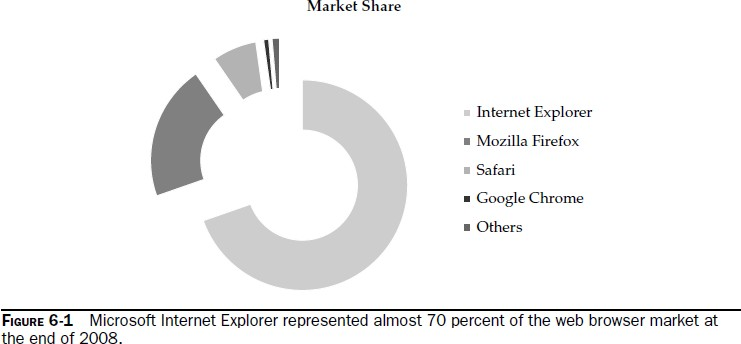 Market Share
Internet Explorer
Mozilla Firefox
Safari
Google Chrome
Others
FIGURE 6-1 Microsoft Internet Explorer represented almost 70 percent of the web browser market at
the end of 2008.